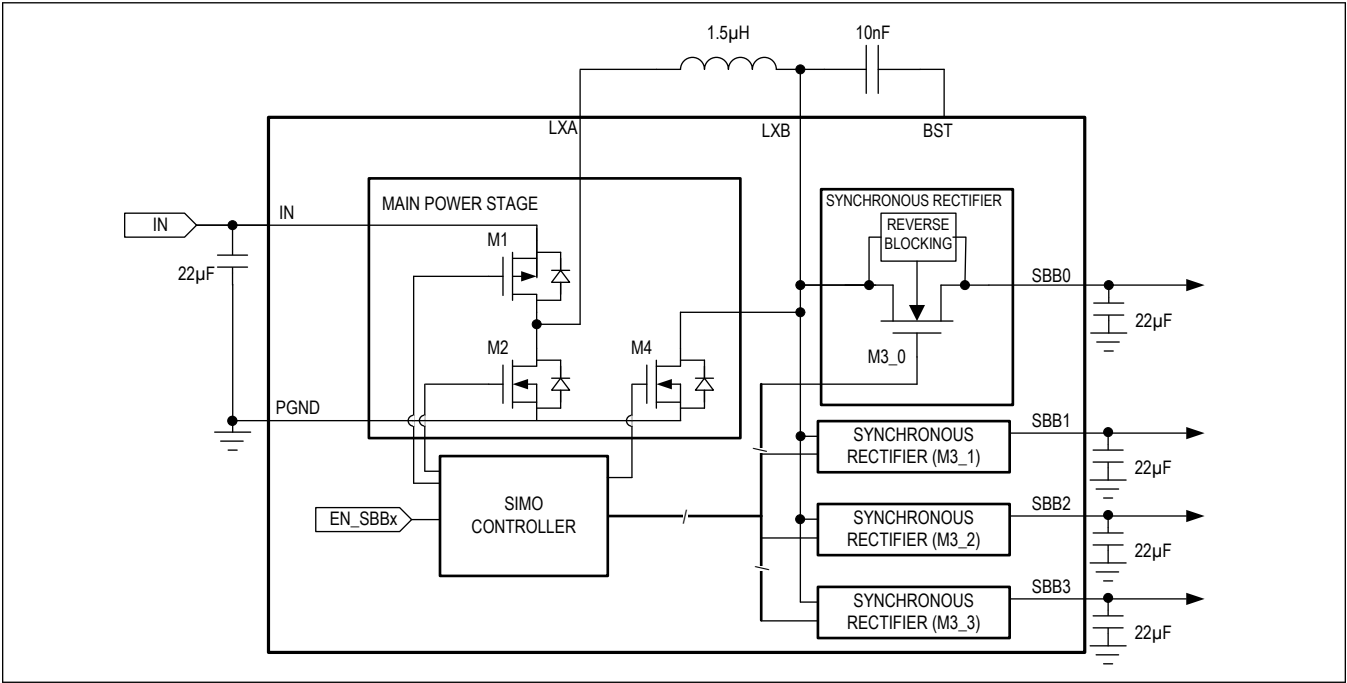 1.5µH
10nF
LXA
LXB
BST
MAIN POWER STAGE
SYNCHRONOUS RECTIFIER
REVERSE
BLOCKING
IN
IN
M1
22µF
SBB0
22µF
M2
M4
M3_0
PGND
SYNCHRONOUS
RECTIFIER (M3_1)
SBB1
22µF
EN_SBBx
SIMO
CONTROLLER
SYNCHRONOUS
RECTIFIER (M3_2)
SBB2
22µF
SYNCHRONOUS
RECTIFIER (M3_3)
SBB3
22µF